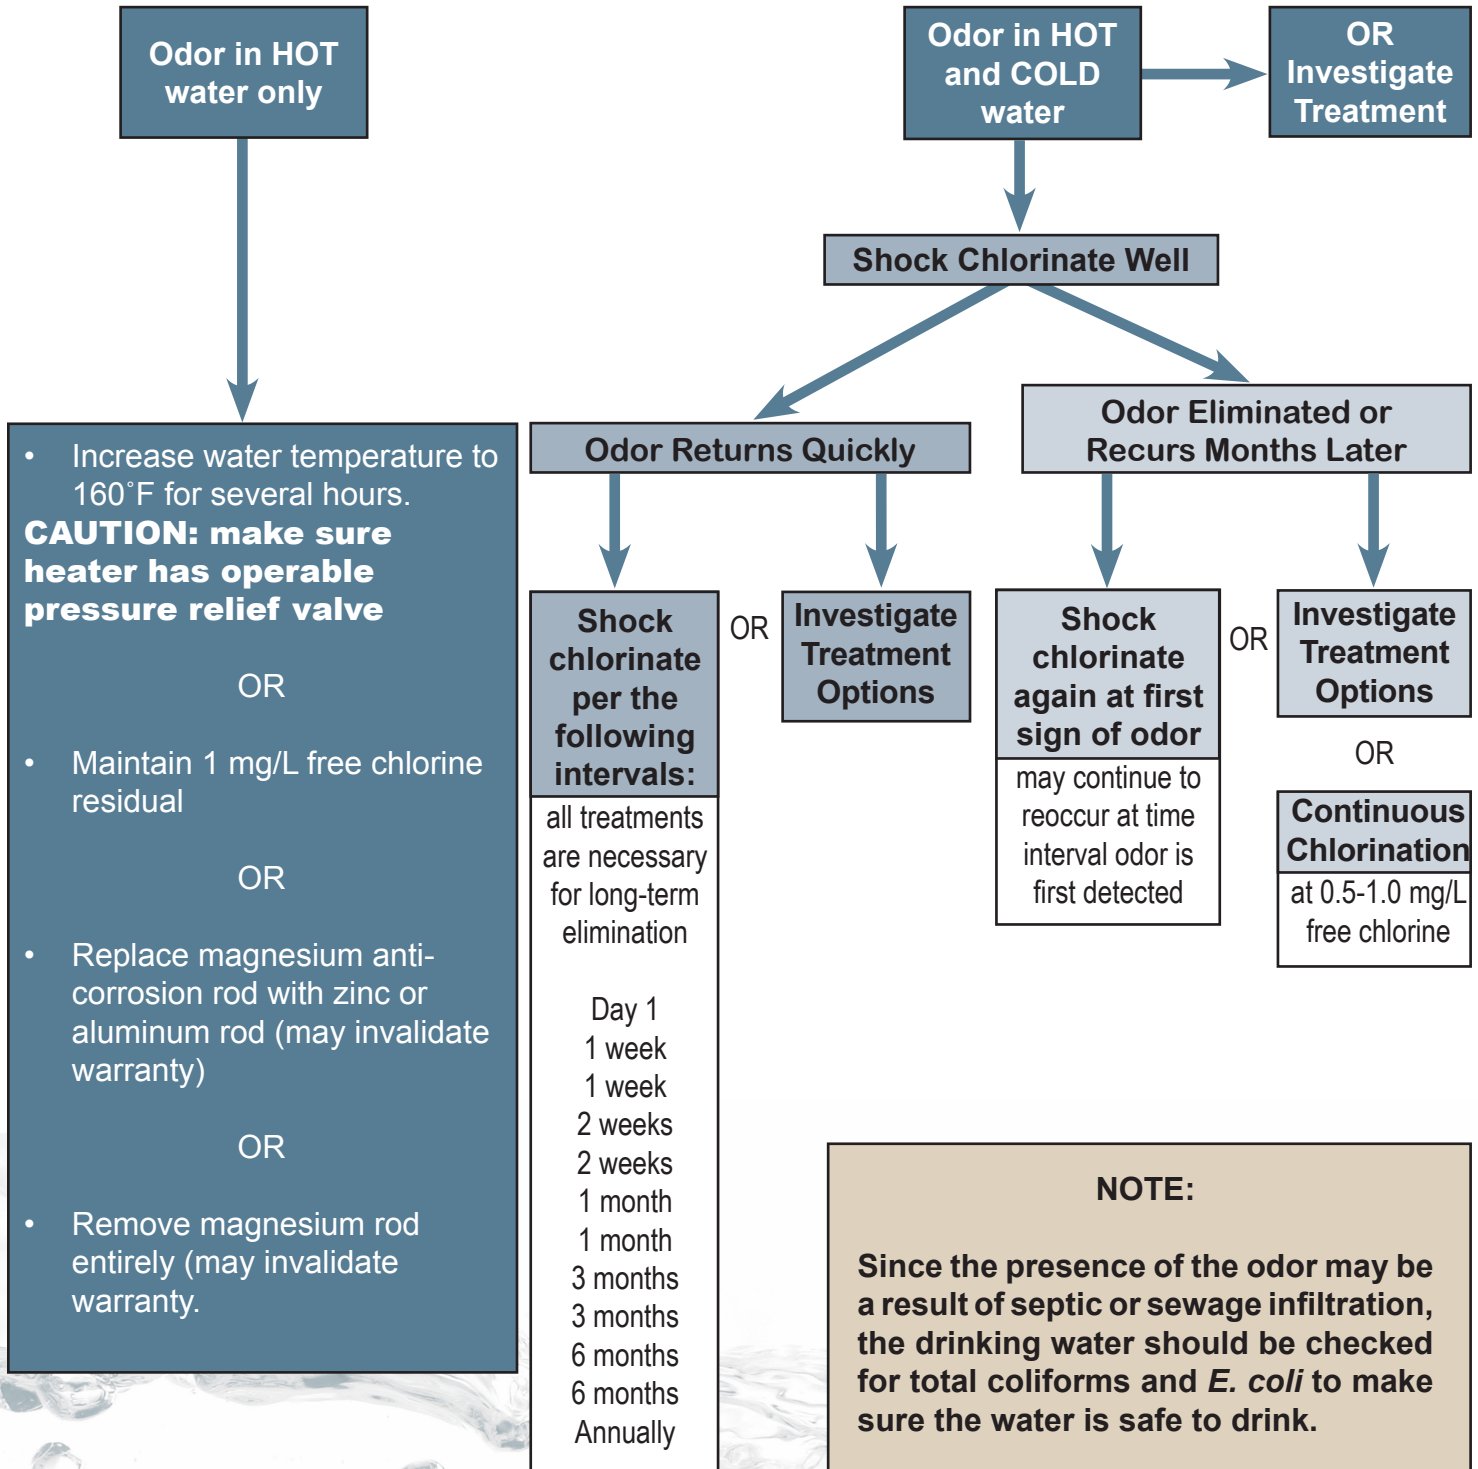 Odor in HOT
water only
Odor in HOT
and COLD
water
OR
Investigate
Treatment
Shock Chlorinate Well
• Increase water temperature to
160˚F for several hours.
CAUTION: make sure
heater has operable
pressure relief valve
OR
• Maintain 1 mg/L free chlorine
residual
OR
• Replace magnesium anti-
corrosion rod with zinc or
aluminum rod (may invalidate
warranty)
OR
• Remove magnesium rod
entirely (may invalidate
warranty.
Odor Returns Quickly
Shock
chlorinate
per the
following
intervals:
all treatments
are necessary
for long-term
elimination
Day 1
1 week
1 week
2 weeks
2 weeks
1 month
1 month
3 months
3 months
6 months
6 months
Annually
OR
Investigate
Treatment
Options
Odor Eliminated or
Recurs Months Later
Shock
chlorinate
again at first
sign of odor
may continue to
reoccur at time
interval odor is
first detected
OR
Investigate
Treatment
Options
OR
Continuous
Chlorination
at 0.5-1.0 mg/L
free chlorine
NOTE:
Since the presence of the odor may be
a result of septic or sewage infiltration,
the drinking water should be checked
for total coliforms and E. coli to make
sure the water is safe to drink.